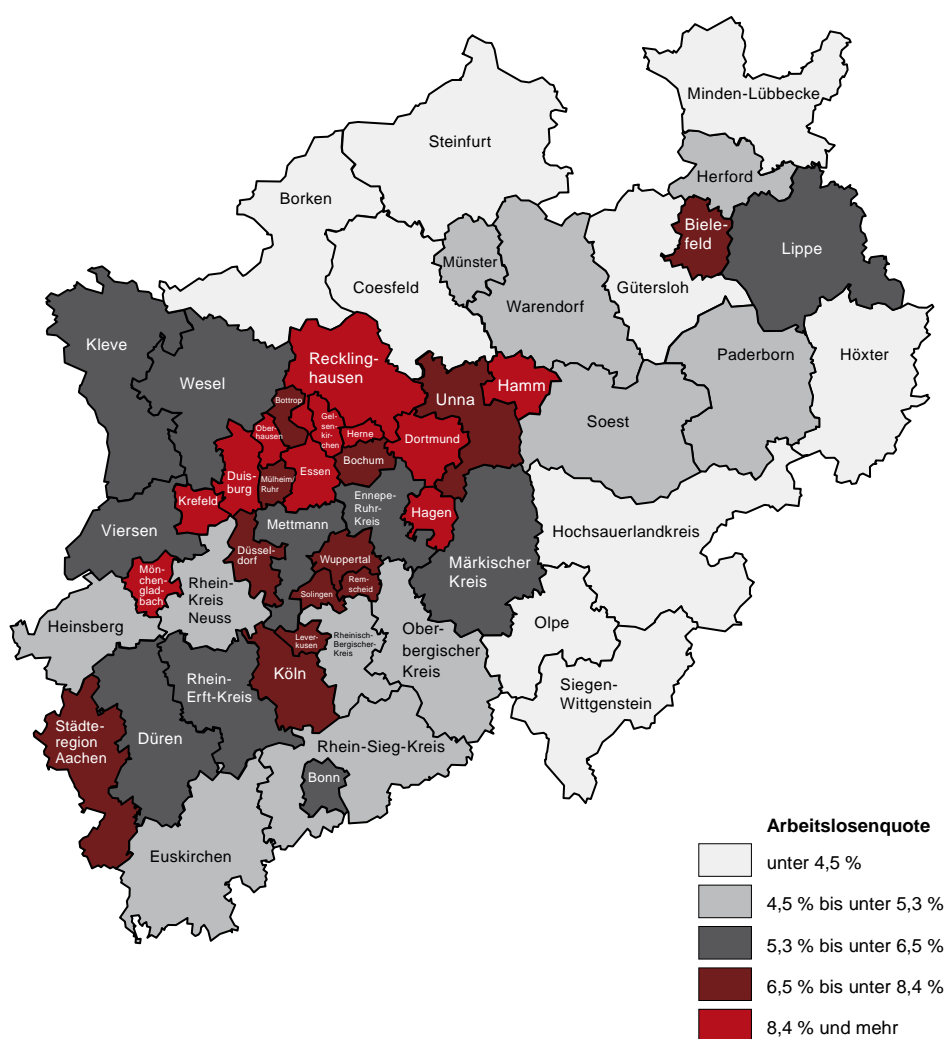 Minden-Lübbecke
Steinfurt
Herford
Borken
Biele-
feld
Lippe
Münster
Coesfeld
Gütersloh
Warendorf
Kleve
Paderborn
Höxter
Reckling-
hausen
Wesel
Hamm
Unna
Bottrop
Soest
Gel-
sen-
kir-
chen
Ober-
hausen
Herne
Dortmund
Bochum
Duis-
burg
Essen
Mülheim/
Ruhr
Krefeld
Ennepe-
Ruhr-
Kreis
Hagen
Viersen
Mettmann
Hochsauerlandkreis
Düssel-
dorf
Wuppertal
Märkischer
Kreis
Mön-
chen-
glad-
bach
Rhein-
Kreis
Neuss
Rem-
scheid
Solingen
Heinsberg
Olpe
Ober-
bergischer
Kreis
Lever-
kusen
Rheinisch-
Bergischer-
Kreis
Köln
Rhein-
Erft-Kreis
Siegen-
Wittgenstein
Städte-
region
Aachen
Düren
Rhein-Sieg-Kreis
Bonn
Euskirchen
Arbeitslosenquote
unter 4,5 %
4,5 % bis unter 5,3 %
5,3 % bis unter 6,5 %
6,5 % bis unter 8,4 %
8,4 % und mehr